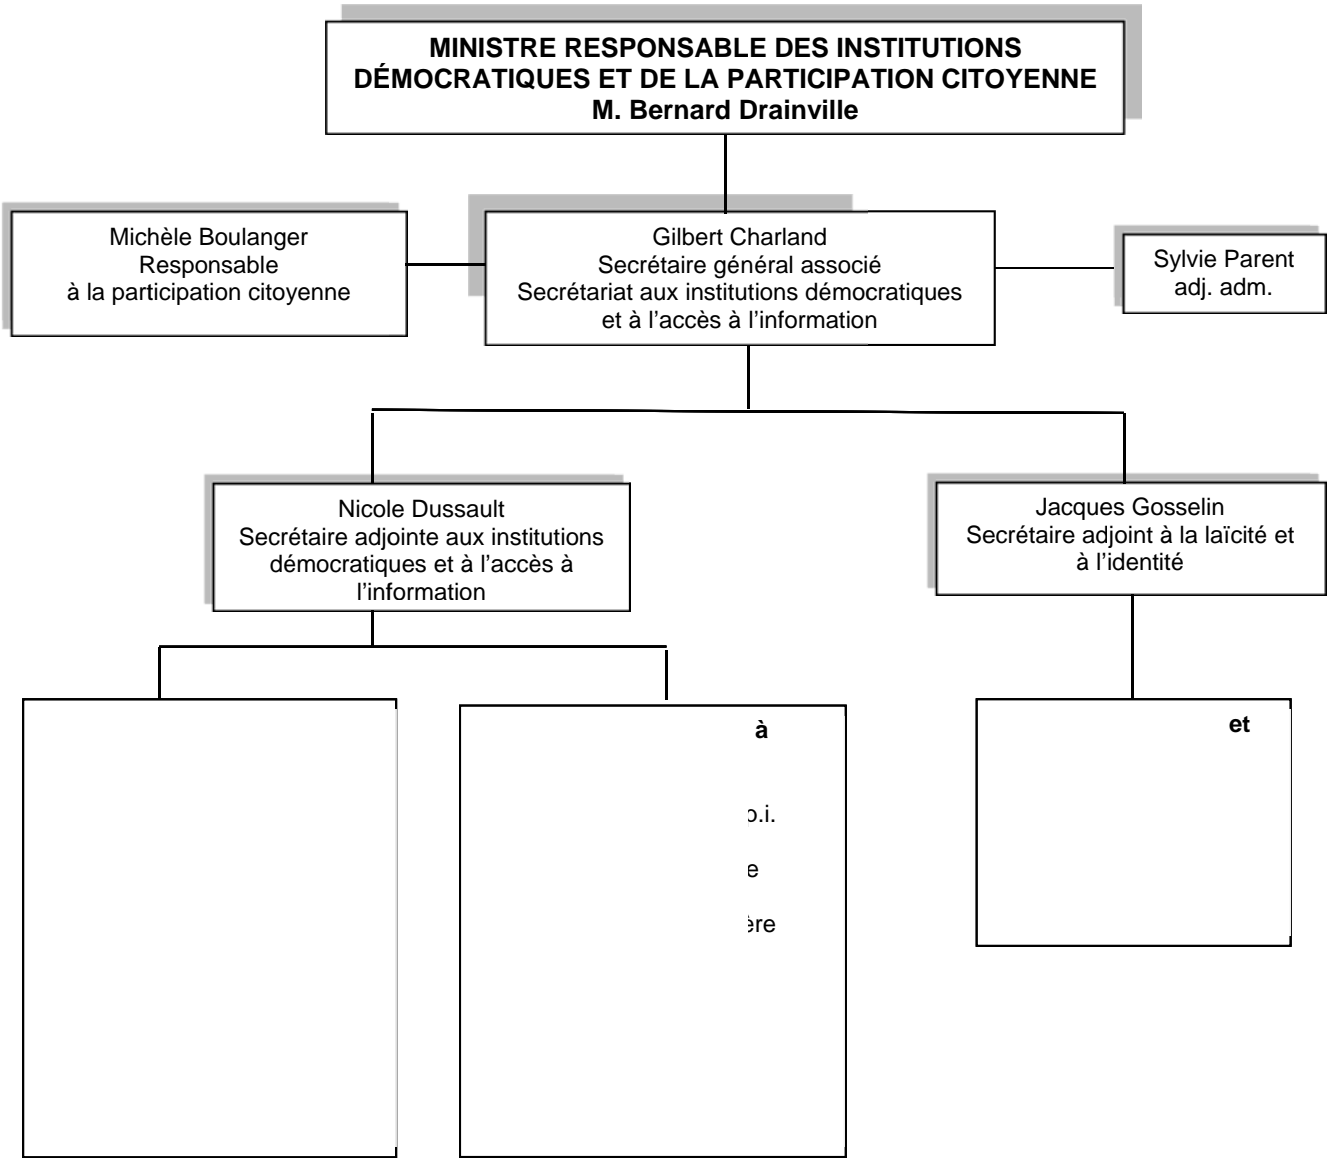 MINISTRE RESPONSABLE DES INSTITUTIONS
DÉMOCRATIQUES ET DE LA PARTICIPATION CITOYENNE
M. Bernard Drainville
Michèle Boulanger
Responsable
à la participation citoyenne
Gilbert Charland
Secrétaire général associé
Secrétariat aux institutions démocratiques
et à l’accès à l’information
Sylvie Parent
adj. adm.
Nicole Dussault
Secrétaire adjointe aux institutions
démocratiques et à l’accès à
l’information
Jacques Gosselin
Secrétaire adjoint à la laïcité et
à l’identité
à
et